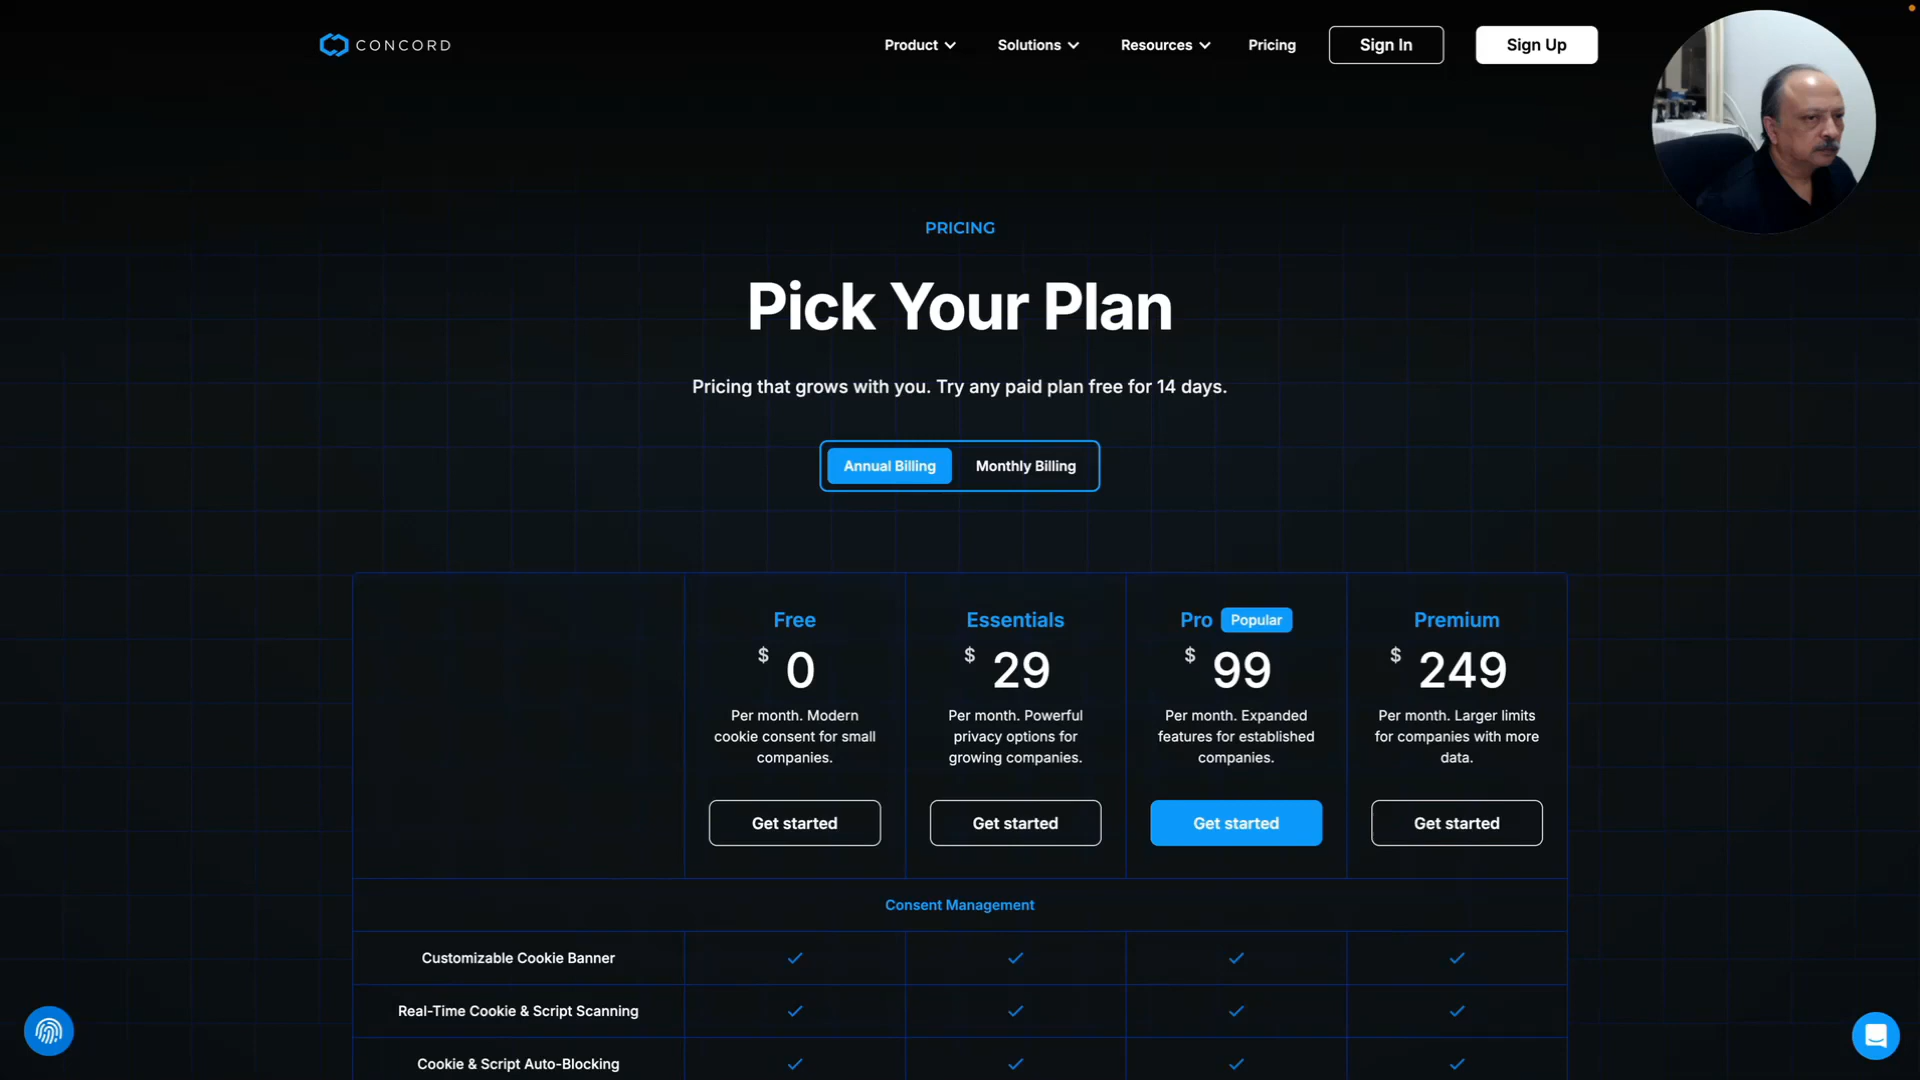 CONCORD
Product
Solutions
Resources
Pricing
Sign In
Sign Up
PRICING
Pick Your Plan
Pricing that grows with you. Try any paid plan free for 14 days.
Annual Billing
Monthly Billing
Free
$ 0
Per month. Modern
cookie consent for small
companies.
Get started
Essentials
$ 29
Per month. Powerful
privacy options for
growing companies.
Get started
Pro
Popular
$ 99
Per month. Expanded
features for established
companies.
Get started
Premium
$ 249
Per month. Larger limits
for companies with more
data.
Get started
Consent Management
Customizable Cookie Banner
Real-Time Cookie & Script Scanning
Cookie & Script Auto-Blocking